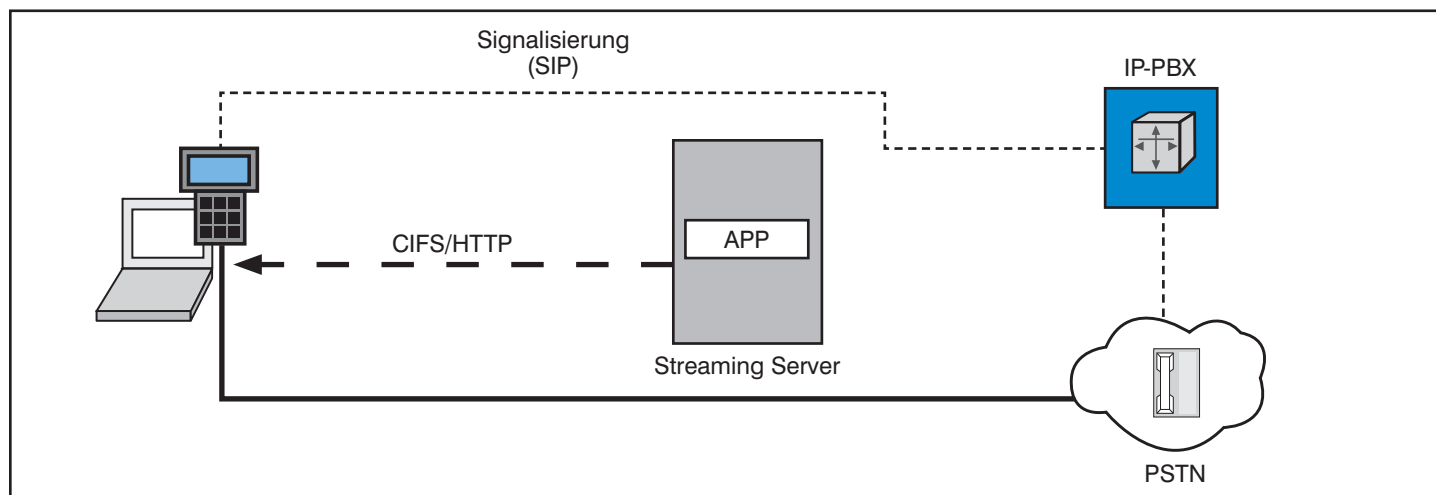 Signalisierung
(SIP)
IP-PBX
CIFS/HTTP
APP
Streaming Server
PSTN